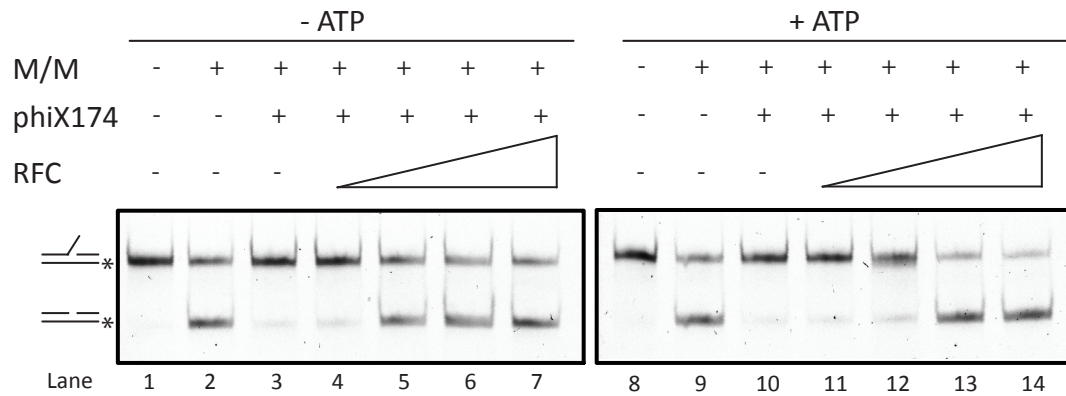 - ATP + ATP
M/M - + + + + + + - + + + + + +
phiX174 - - + + + + + - - + + + + +
RFC - - - - - -
*
*
Lane 1 2 3 4 5 6 7 8 9 10 11 12 13 14